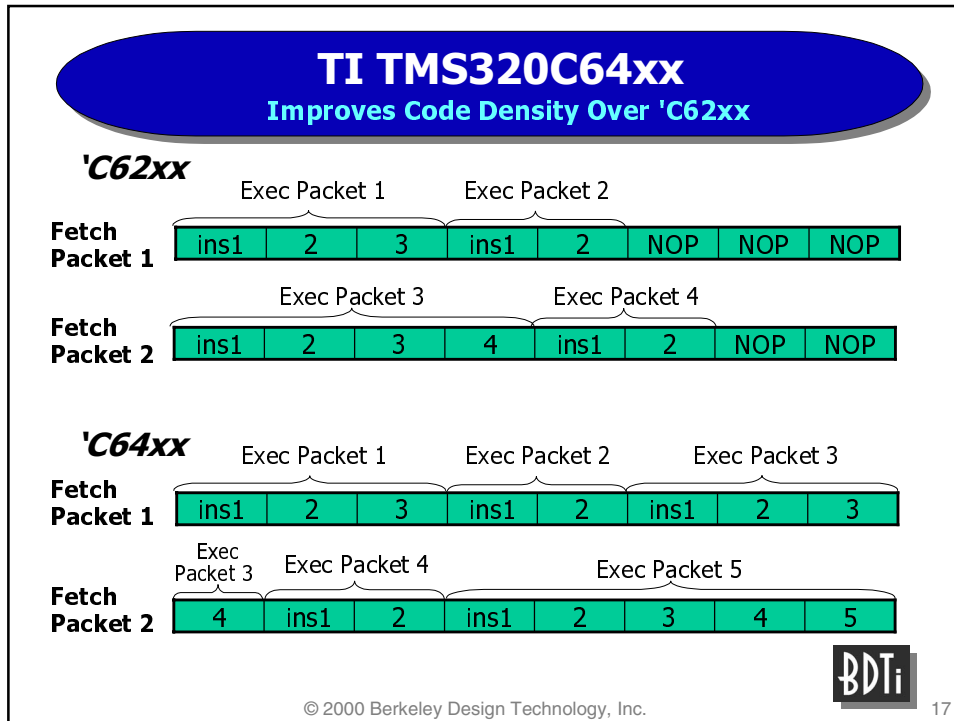 TI TMS320C64xx
Improves Code Density Over 'C62xx
'C62xx
Exec Packet 1 Exec Packet 2
Fetch Packet 1 ins1 2 3 ins1 2 NOP NOP NOP
Exec Packet 3 Exec Packet 4
Fetch Packet 2 ins1 2 3 4 ins1 2 NOP NOP
'C64xx
Exec Packet 1 Exec Packet 2 Exec Packet 3
Fetch Packet 1 ins1 2 3 ins1 2 ins1 2 3
Exec Packet 3 Exec Packet 4 Exec Packet 5
Fetch Packet 2 4 ins1 2 ins1 2 3 4 5
BDTi
© 2000 Berkeley Design Technology, Inc. 17